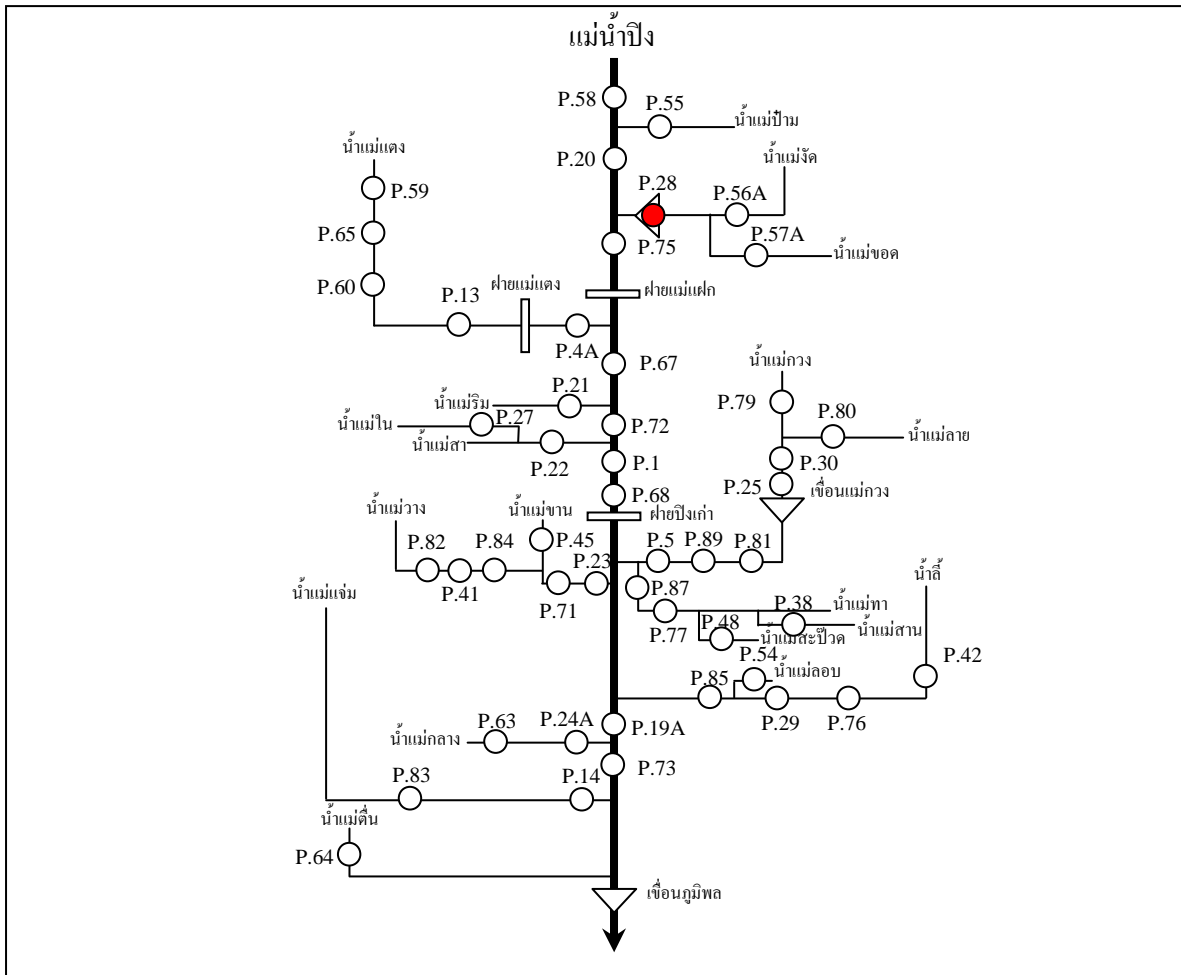 แม่น้ำปิง
P.58
P.55
น้ำแม่ป๋าม
น้ำแม่แตง
P.20
น้ำแม่งัด
P.59
P.28
P.56A
P.65
P.75
P.57A
น้ำแม่ขอด
P.60
P.13
ฝายแม่แตง
ฝายแม่แฝก
P.4A
P.67
น้ำแม่กวง
P.21
น้ำแม่ริม
P.79
P.80
P.27
น้ำแม่ใน
P.72
น้ำแม่ลาย
น้ำแม่สา
P.22
P.1
P.30
P.25
เขื่อนแม่กวง
P.68
น้ำแม่วาง
น้ำแม่ขาน
ฝายปิงเก่า
P.82
P.84
P.45
P.23
P.5
P.89
P.81
น้ำลี้
น้ำแม่แจ่ม
P.41
P.71
P.87
P.38
น้ำแม่ทา
P.77
P.48
น้ำแม่สาน
น้ำแม่สะป๊วด
P.54
P.42
P.85
น้ำแม่ลอบ
P.29
P.76
P.63
P.24A
P.19A
น้ำแม่กลาง
P.73
P.83
P.14
น้ำแม่ตื่น
P.64
เขื่อนภูมิพล